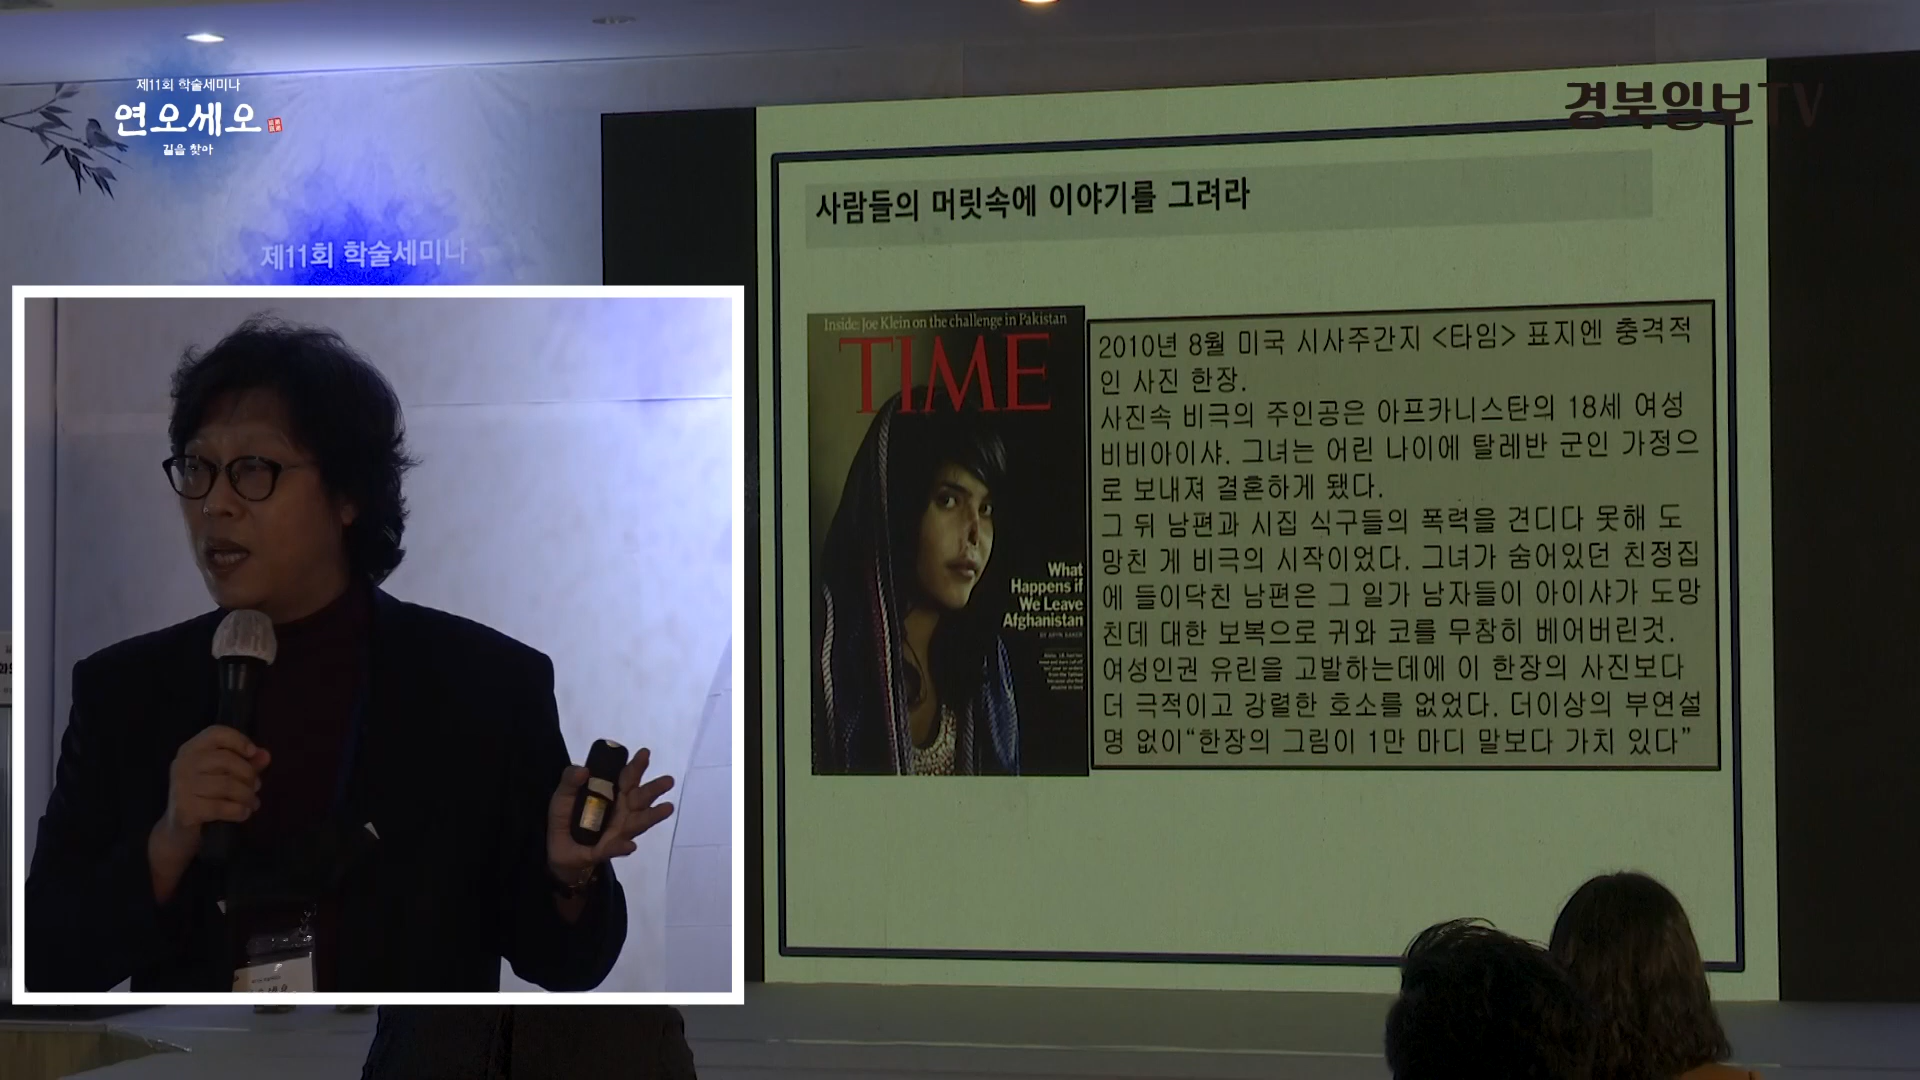 제11회 학술세미나
연오세오
길을 찾아
경북일보TV
제11회 학술세미나
사람들의 머릿속에 이야기를 그려라
Inside: Joe Klein on the challenge in Pakistan
TIME
What
Happens if
We Leave
Afghanistan
2010년 8월 미국 시사주간지 <타임> 표지엔 충격적
인 사진 한장.
사진속 비극의 주인공은 아프카니스탄의 18세 여성
비비아이샤. 그녀는 어린 나이에 탈레반 군인 가정으
로 보내져 결혼하게 됐다.
그 뒤 남편과 시집 식구들의 폭력을 견디다 못해 도
망친 게 비극의 시작이었다. 그녀가 숨어있던 친정집
에 들이닥친 남편은 그 일가 남자들이 아이샤가 도망
친데 대한 보복으로 귀와 코를 무참히 베어버린것.
여성인권 유린을 고발하는데에 이 한장의 사진보다
더 극적이고 강렬한 호소를 없었다. 더이상의 부연설
명 없이“한장의 그림이 1만 마디 말보다 가치 있다”